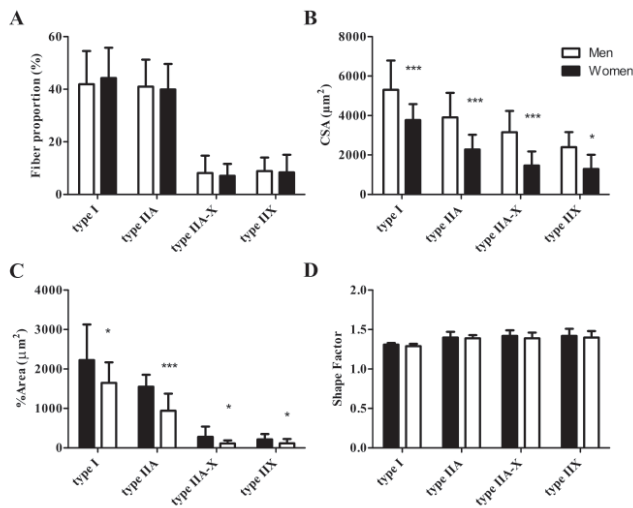 A
Fiber proportion (%)
60
40
20
0
type I
type IIA
type IIA-X
type IIX
B
CSA (μm²)
8000
6000
4000
2000
0
***
***
***
*
Men
Women
type I
type IIA
type IIA-X
type IIX
C
%Area (μm²)
4000
3000
2000
1000
0
*
***
*
*
type I
type IIA
type IIA-X
type IIX
D
Shape Factor
2.0
1.5
1.0
0.5
0.0
type I
type IIA
type IIA-X
type IIX